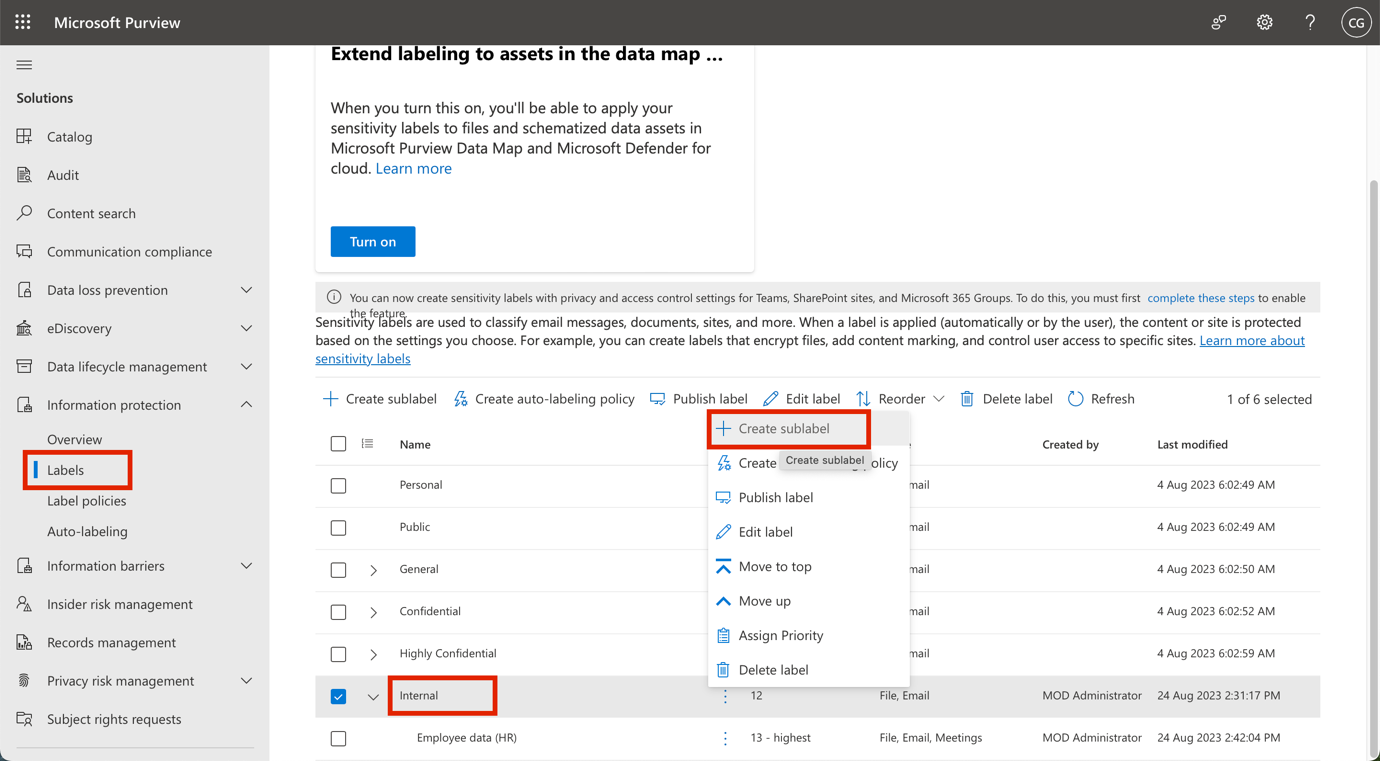 Microsoft Purview
CG
Solutions
Catalog
Audit
Content search
Communication compliance
Data loss prevention
eDiscovery
Data lifecycle management
Information protection
Overview
Labels
Label policies
Auto-labeling
Information barriers
Insider risk management
Records management
Privacy risk management
Subject rights requests
Extend labeling to assets in the data map ...
When you turn this on, you'll be able to apply your
sensitivity labels to files and schematized data assets in
Microsoft Purview Data Map and Microsoft Defender for
cloud. Learn more
Turn on
You can now create sensitivity labels with privacy and access control settings for Teams, SharePoint sites, and Microsoft 365 Groups. To do this, you must first complete these steps to enable
the feature.
Sensitivity labels are used to classify email messages, documents, sites, and more. When a label is applied (automatically or by the user), the content or site is protected
based on the settings you choose. For example, you can create labels that encrypt files, add content marking, and control user access to specific sites. Learn more about
sensitivity labels
Create sublabel Create auto-labeling policy Publish label Edit label Reorder Delete label Refresh 1 of 6 selected
Name Created by Last modified
Personal mail 4 Aug 2023 6:02:49 AM
Public mail 4 Aug 2023 6:02:49 AM
General mail 4 Aug 2023 6:02:50 AM
Confidential mail 4 Aug 2023 6:02:52 AM
Highly Confidential mail 4 Aug 2023 6:02:59 AM
Internal 12 File, Email MOD Administrator 24 Aug 2023 2:31:17 PM
Employee data (HR) 13 - highest File, Email, Meetings MOD Administrator 24 Aug 2023 2:42:04 PM
Create sublabel
Create olicy
Create sublabel
Publish label
Edit label
Move to top
Move up
Assign Priority
Delete label